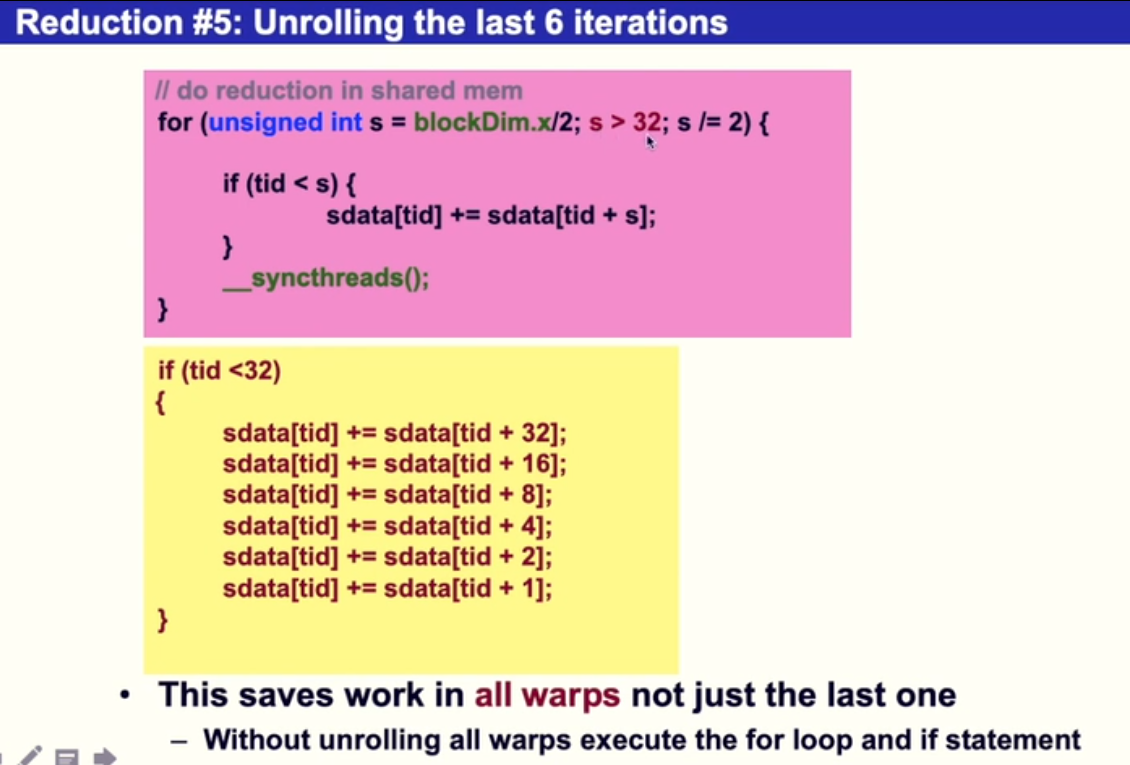 Reduction #5: Unrolling the last 6 iterations
// do reduction in shared mem
for (unsigned int s = blockDim.x/2; s > 32; s /= 2) {
if (tid < s) {
sdata[tid] += sdata[tid + s];
}
__syncthreads();
}
if (tid <32)
{
sdata[tid] += sdata[tid + 32];
sdata[tid] += sdata[tid + 16];
sdata[tid] += sdata[tid + 8];
sdata[tid] += sdata[tid + 4];
sdata[tid] += sdata[tid + 2];
sdata[tid] += sdata[tid + 1];
}
• This saves work in all warps not just the last one
– Without unrolling all warps execute the for loop and if statement